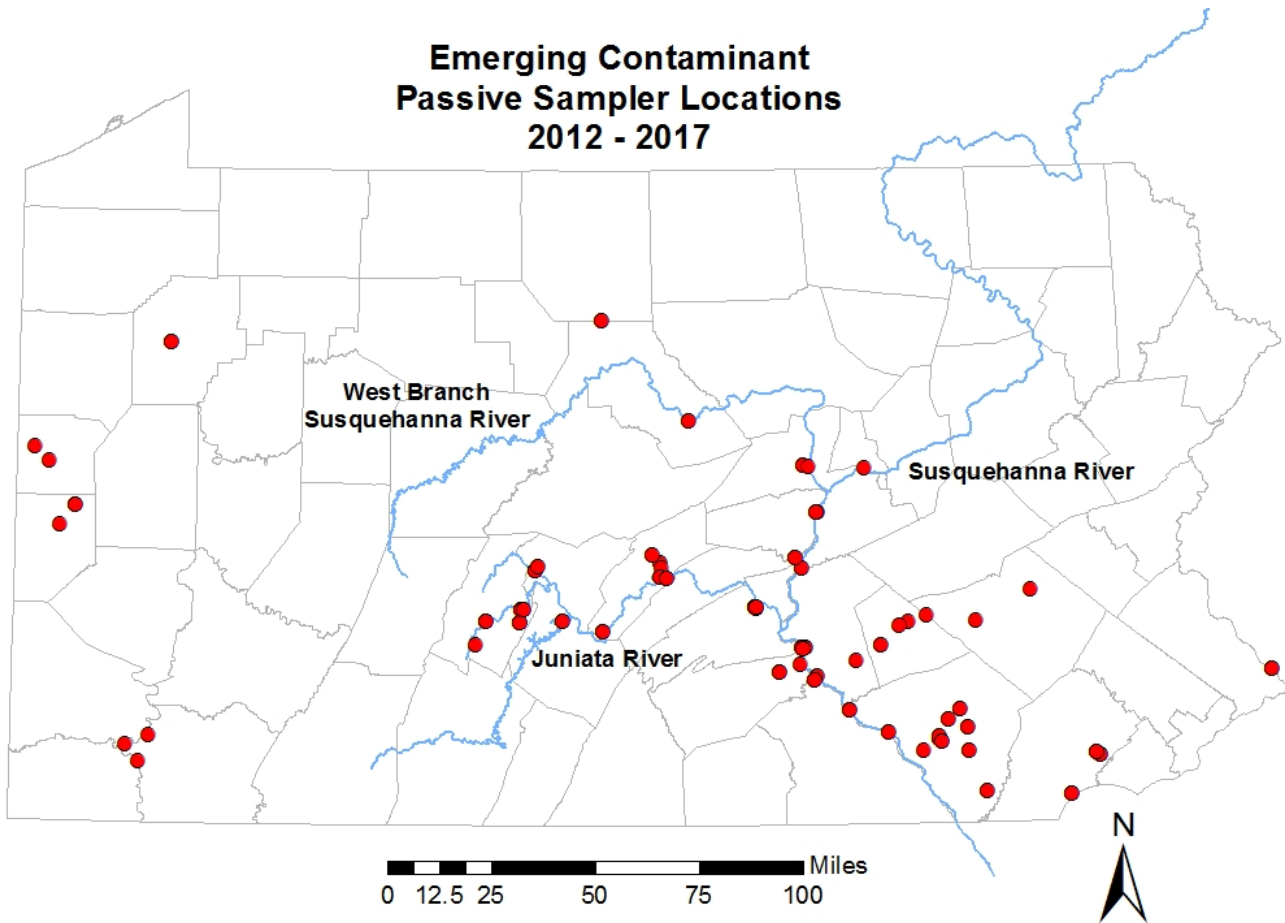 Emerging Contaminant
Passive Sampler Locations
2012 - 2017
West Branch
Susquehanna River
Susquehanna River
Juniata River
N
Miles
0 12.5 25 50 75 100